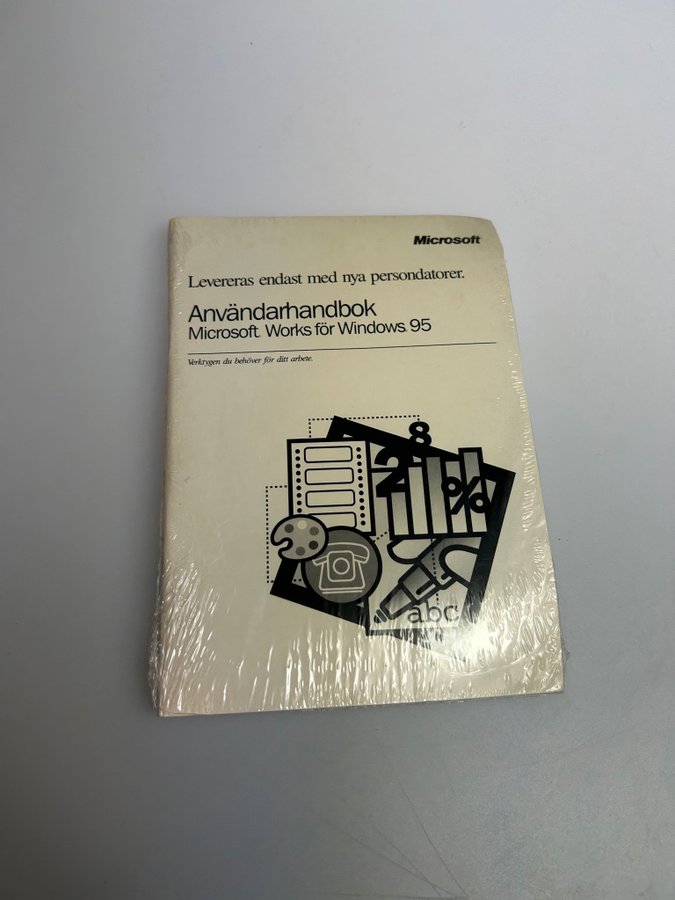 Microsoft
Levereras endast med nya persondatorer.
Användarhandbok
Microsoft Works för Windows 95
Verktygen du behöver för ditt arbete.
2 8
%
abc